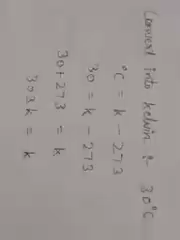 Convert into kelvin :- 30°C
°C = k - 273
30 = k - 273
30 + 273 = k
303k = k